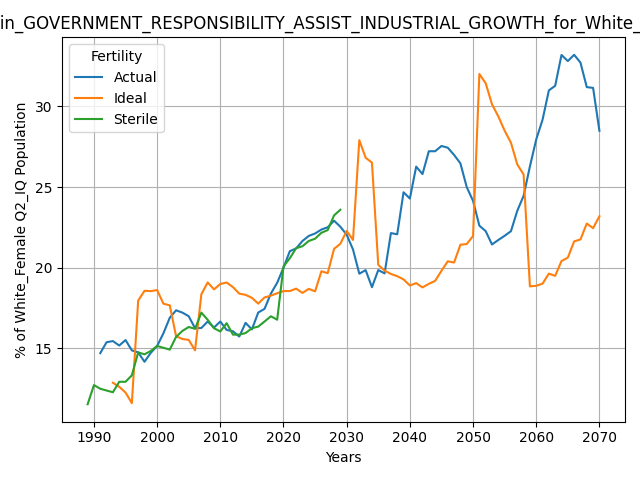 in_GOVERNMENT_RESPONSIBILITY_ASSIST_INDUSTRIAL_GROWTH_for_White_
Fertility
Actual
Ideal
Sterile
% of White_Female Q2_IQ Population
30
25
20
15
1990 2000 2010 2020 2030 2040 2050 2060 2070
Years